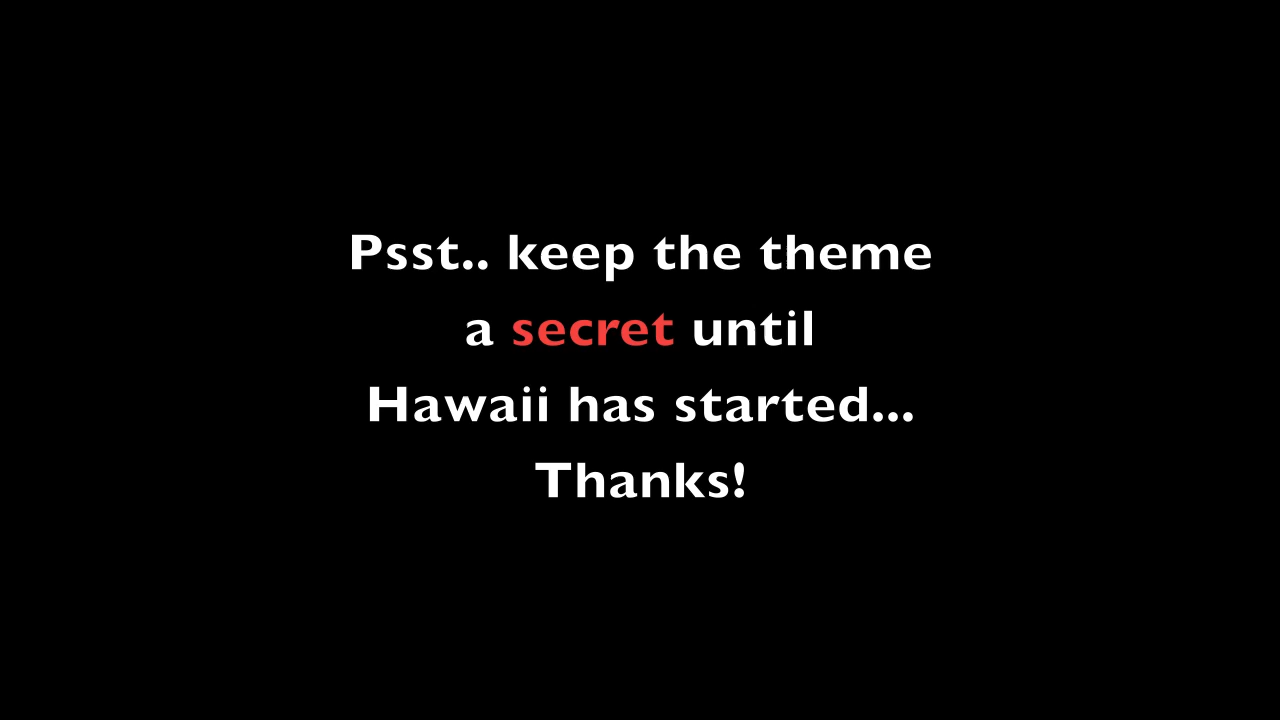 Psst.. keep the theme
a secret until
Hawaii has started...
Thanks!